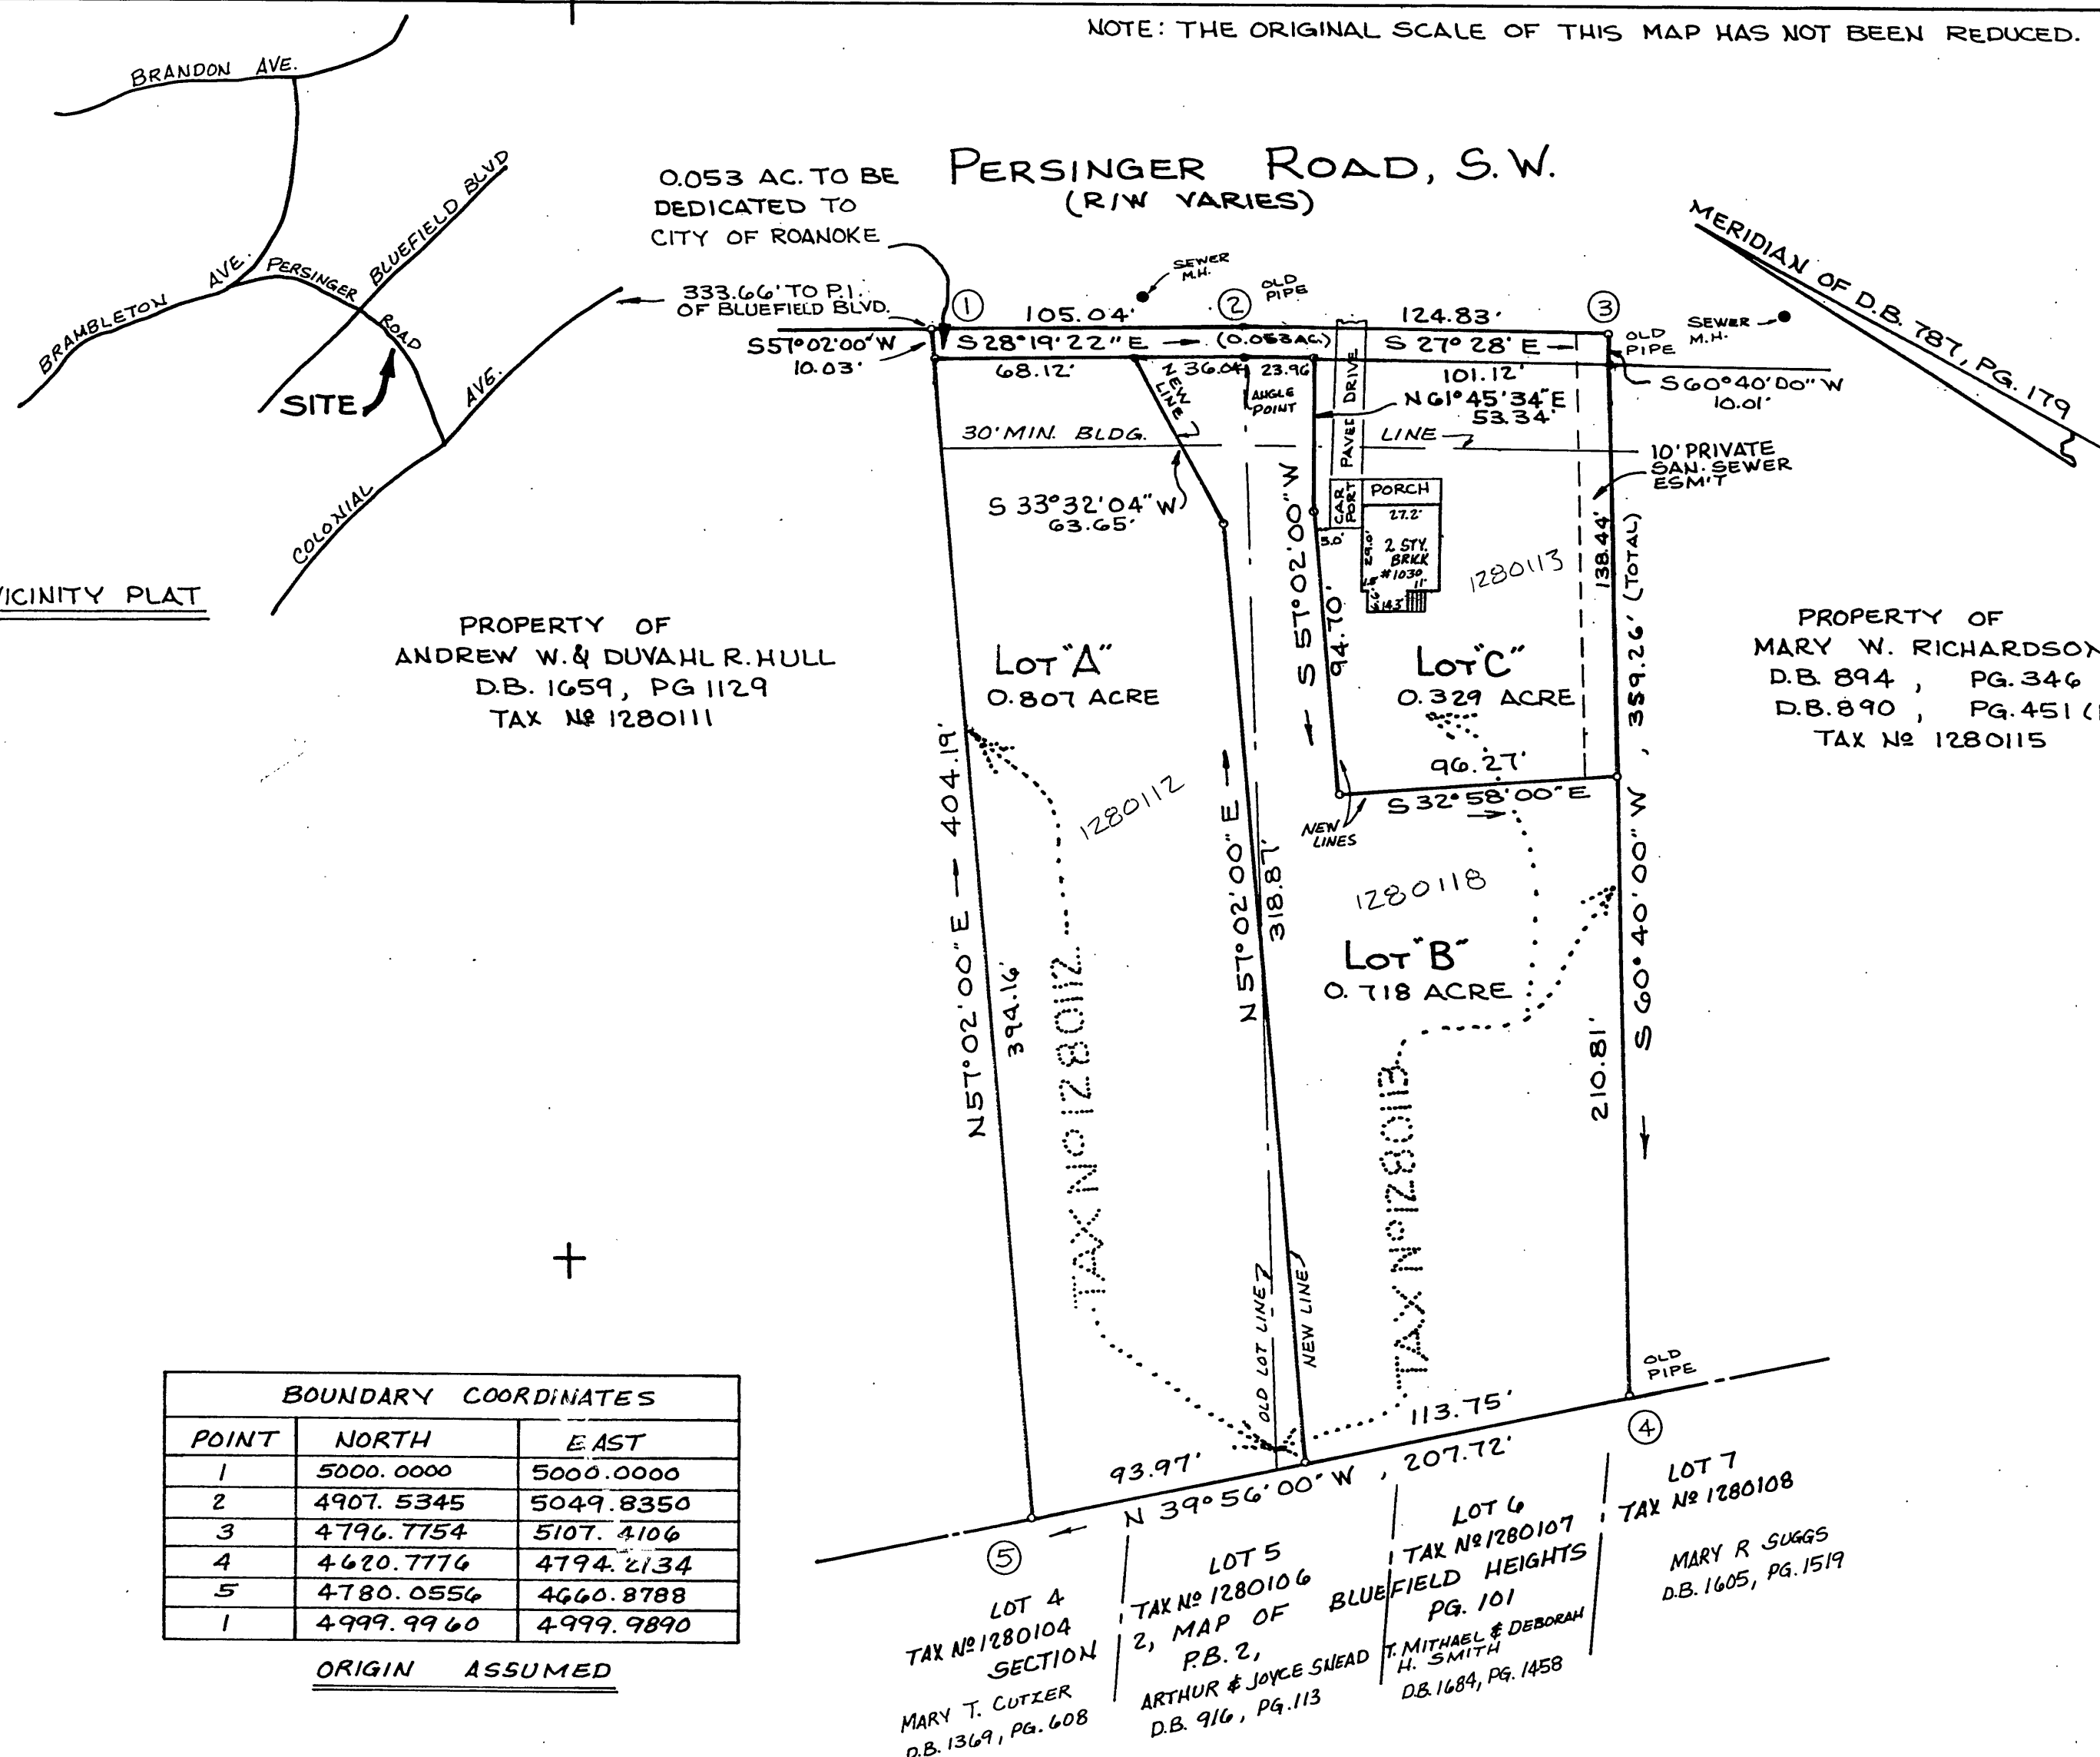 NOTE: THE ORIGINAL SCALE OF THIS MAP HAS NOT BEEN REDUCED.
BRANDON AVE.
BLUEFIELD BLVD
BRAMBLETON AVE.
PERSINGER ROAD
SITE
COLONIAL AVE.
VICINITY PLAT
0.053 AC. TO BE
DEDICATED TO
CITY OF ROANOKE
PERSINGER ROAD, S.W.
(R/W VARIES)
MERIDIAN OF D.B. 787, PG. 179
333.66' TO P.I.
OF BLUEFIELD BLVD.
S57°02'00"W
10.03'
1
105.04'
SEWER
M.H.
2
OLD
PIPE
124.83'
3
OLD
PIPE
SEWER
M.H.
S28°19'22"E
(0.053 AC.)
S 27°28' E
68.12'
36.04'
23.96
101.12'
S60°40'00"W
10.01'
NEW
LINE
ANGLE
POINT
PAVED DRIVE
N61°45'34"E
53.34'
30' MIN. BLDG.
LINE
10' PRIVATE
SAN. SEWER
ESM'T
S 33°32'04"W
63.65'
S 57°02'00"W
94.70'
CAR
PORT
PORCH
27.2'
5.0'
29.0'
2 STY.
BRICK
#1030
11'
14.3'
1280113
138.44'
359.26' (TOTAL)
PROPERTY OF
ANDREW W. & DUVAHL R. HULL
D.B. 1659, PG 1129
TAX № 1280111
LOT "A"
0.807 ACRE
LOT "C"
0.329 ACRE
PROPERTY OF
MARY W. RICHARDSON
D.B. 894, PG. 346
D.B. 890, PG. 451
TAX № 1280115
96.27'
S 32°58'00"E
NEW
LINES
1280112
1280118
N57°02'00"E 404.19'
394.16'
N57°02'00"E
318.87'
LOT "B"
0.718 ACRE
S 60°40'00"W
210.81'
TAX No 1280112
TAX No 1280113
OLD LOT LINE
NEW LINE
OLD
PIPE
4
113.75'
93.97'
N 39°56'00"W, 207.72'
5
BOUNDARY COORDINATES
POINT NORTH EAST
1 5000.0000 5000.0000
2 4907.5345 5049.8350
3 4796.7754 5107.4106
4 4620.7776 4794.2134
5 4780.0556 4660.8788
1 4999.9960 4999.9890
ORIGIN ASSUMED
LOT 4
TAX № 1280104
LOT 5
TAX № 1280106
LOT 6
TAX № 1280107
LOT 7
TAX № 1280108
SECTION 2, MAP OF BLUEFIELD HEIGHTS
P.B. 2, PG. 101
MARY T. CUTZER
D.B. 1369, PG. 608
ARTHUR & JOYCE SNEAD
D.B. 916, PG. 113
T. MITHAEL & DEBORAH
H. SMITH
D.B. 1684, PG. 1458
MARY R SUGGS
D.B. 1605, PG. 1519